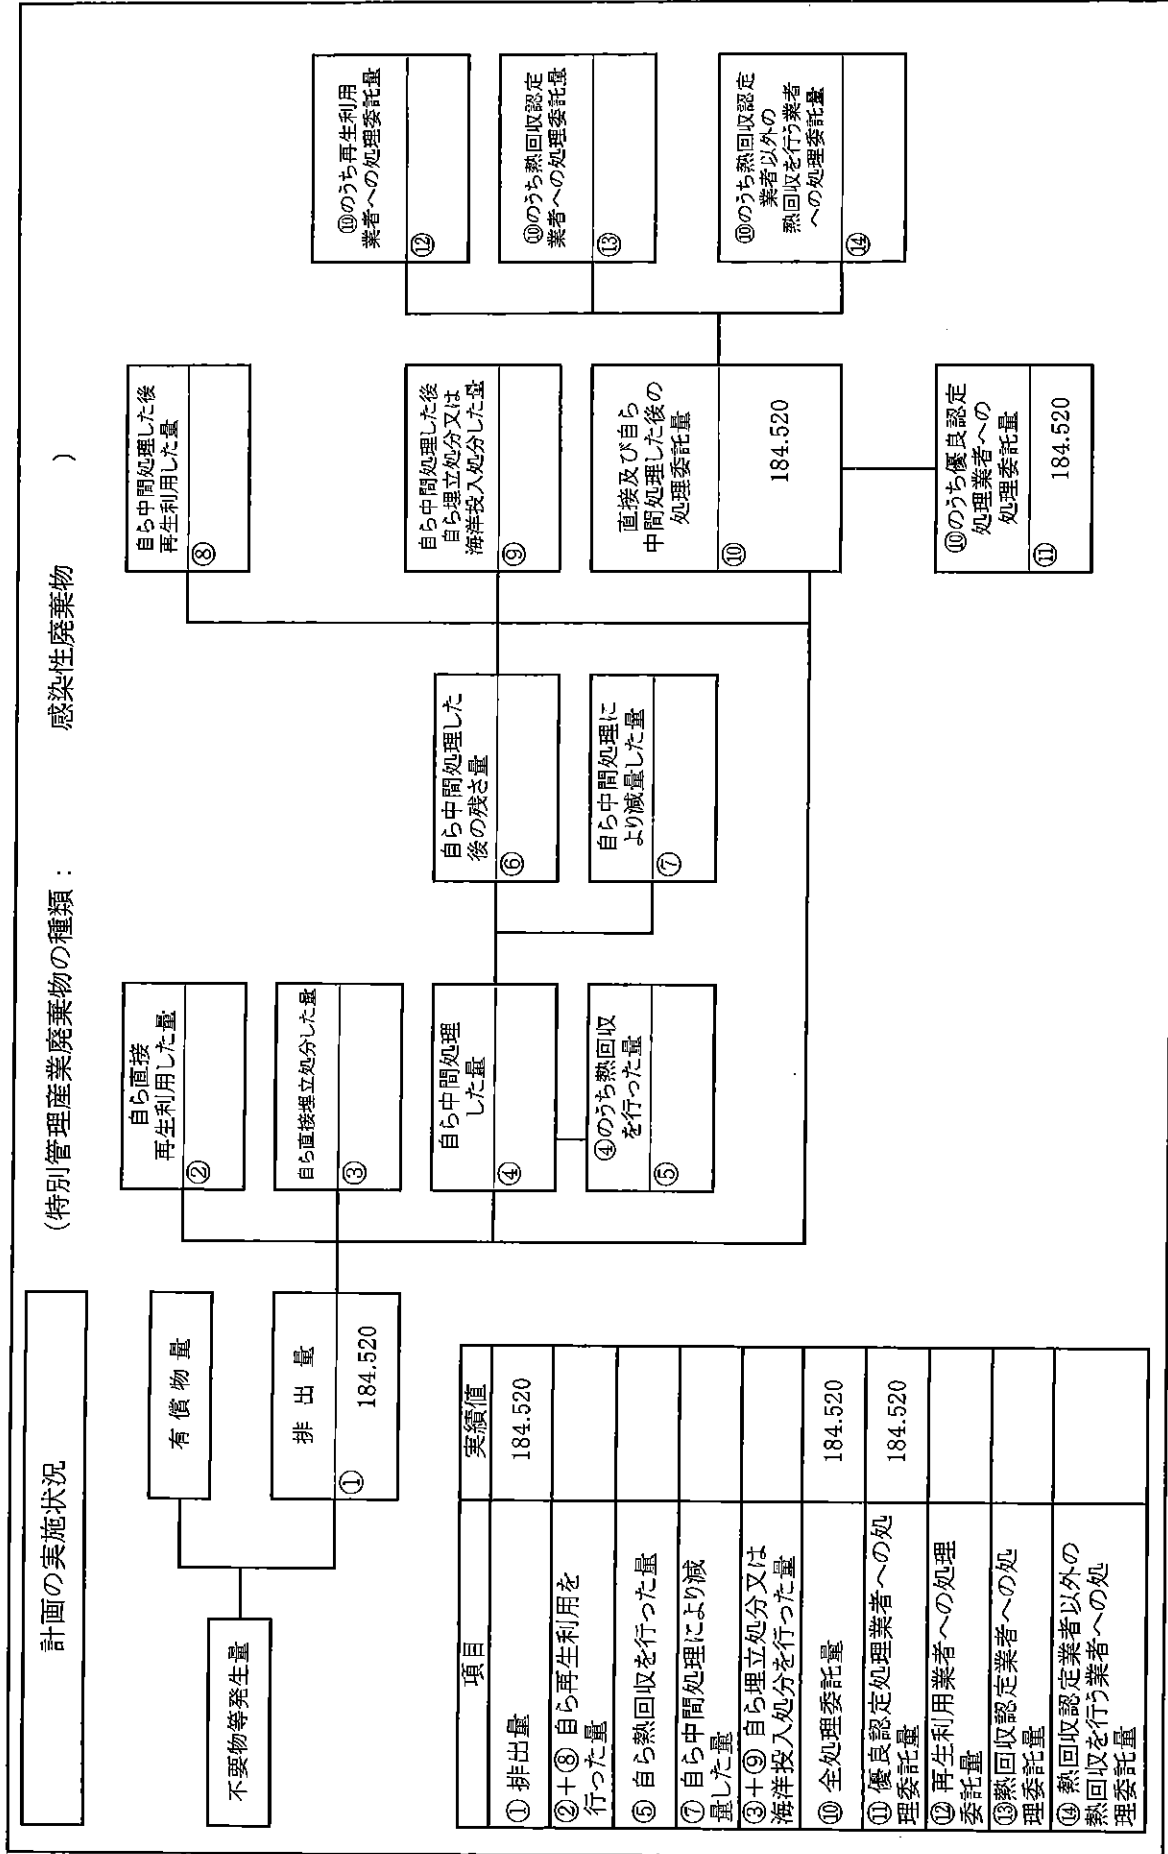 計画の実施状況
(特別管理産業廃棄物の種類：　感染性廃棄物　)
不要物等発生量
有償物量
排出量
①
184.520
自ら直接
再生利用した量
②
自ら直接埋立処分した量
③
自ら中間処理
した量
④
④のうち熱回収
を行った量
⑤
自ら中間処理した
後の残さ量
⑥
自ら中間処理に
より減量した量
⑦
自ら中間処理した後
再生利用した量
⑧
自ら中間処理した後
自ら埋立処分又は
海洋投入処分した量
⑨
直接及び自ら
中間処理した後の
処理委託量
⑩
184.520
⑩のうち優良認定
処理業者への
処理委託量
⑪
184.520
⑩のうち再生利用
業者への処理委託量
⑫
⑩のうち熱回収認定
業者への処理委託量
⑬
⑩のうち熱回収認定
業者以外の
熱回収を行う業者
への処理委託量
⑭
項目　実績値
① 排出量　184.520
②＋⑧ 自ら再生利用を
行った量
⑤ 自ら熱回収を行った量
⑦ 自ら中間処理により減
量した量
③＋⑨ 自ら埋立処分又は
海洋投入処分を行った量
⑩ 全処理委託量　184.520
⑪ 優良認定処理業者への処
理委託量　184.520
⑫ 再生利用業者への処理
委託量
⑬熱回収認定業者への処
理委託量
⑭ 熱回収認定業者以外の
熱回収を行う業者への処
理委託量